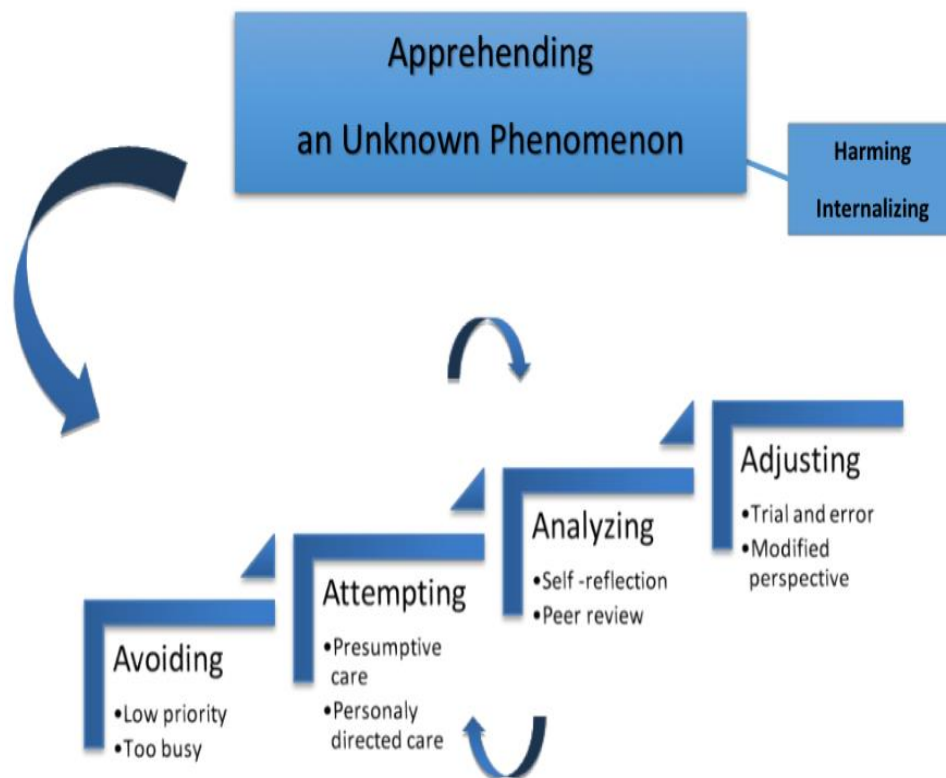 Apprehending
an Unknown Phenomenon
Harming
Internalizing
Avoiding
•Low priority
•Too busy
Attempting
•Presumptive
care
•Personaly
directed care
Analyzing
•Self -reflection
•Peer review
Adjusting
•Trial and error
•Modified
perspective